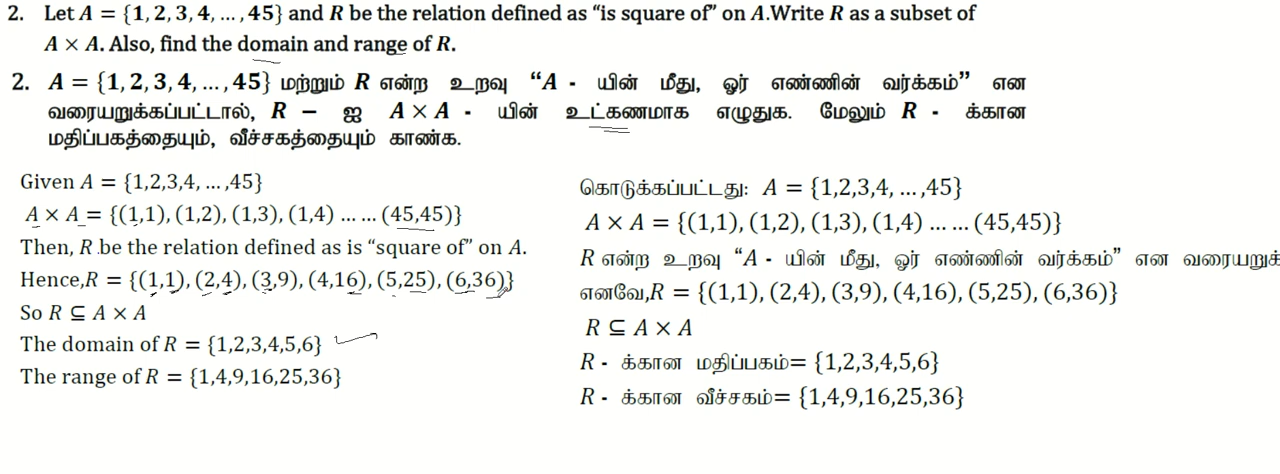 2. Let A = {1, 2, 3, 4, ... , 45} and R be the relation defined as “is square of” on A.Write R as a subset of
A × A. Also, find the domain and range of R.
2. A = {1, 2, 3, 4, ... , 45} மற்றும் R என்ற உறவு “A - யின் மீது, ஓர் எண்ணின் வர்க்கம்” என
வரையறுக்கப்பட்டால், R − ஐ A × A - யின் உட்கணமாக எழுதுக. மேலும் R - க்கான
மதிப்பகத்தையும், வீச்சகத்தையும் காண்க.
Given A = {1,2,3,4, ... ,45}
A × A = {(1,1), (1,2), (1,3), (1,4) ... ... (45,45)}
Then, R be the relation defined as is “square of” on A.
Hence,R = {(1,1), (2,4), (3,9), (4,16), (5,25), (6,36)}
So R ⊆ A × A
The domain of R = {1,2,3,4,5,6}
The range of R = {1,4,9,16,25,36}
கொடுக்கப்பட்டது: A = {1,2,3,4, ... ,45}
A × A = {(1,1), (1,2), (1,3), (1,4) ... ... (45,45)}
R என்ற உறவு “A - யின் மீது, ஓர் எண்ணின் வர்க்கம்” என வரையறுக்
எனவே,R = {(1,1), (2,4), (3,9), (4,16), (5,25), (6,36)}
R ⊆ A × A
R - க்கான மதிப்பகம்= {1,2,3,4,5,6}
R - க்கான வீச்சகம்= {1,4,9,16,25,36}